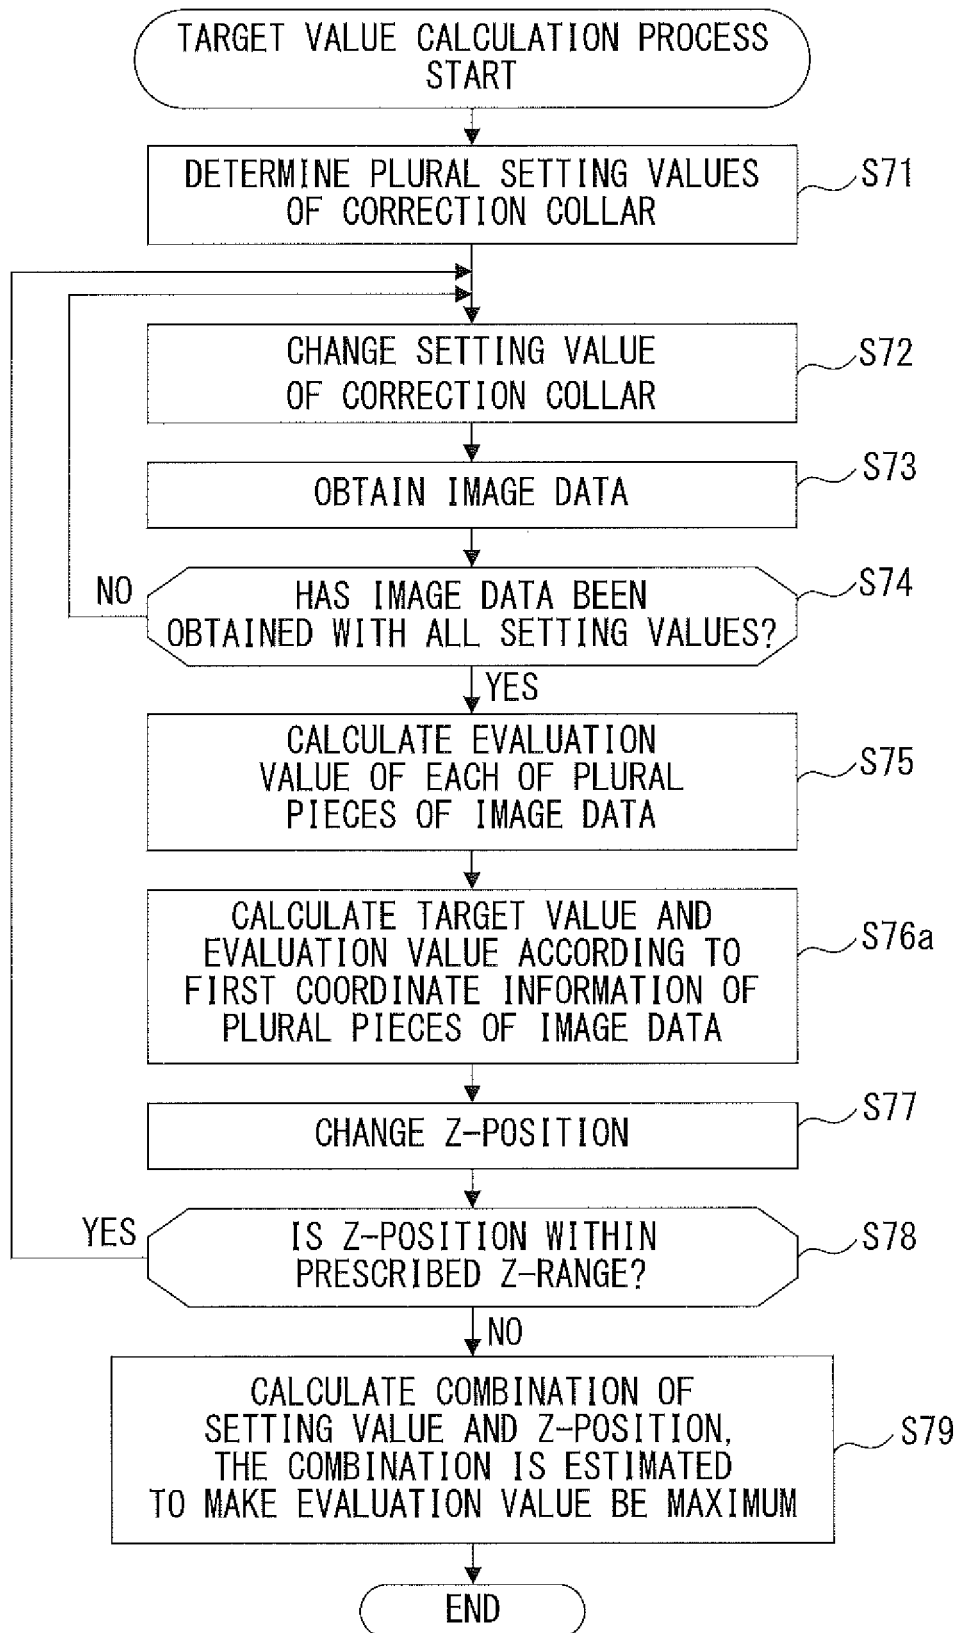 TARGET VALUE CALCULATION PROCESS
START
DETERMINE PLURAL SETTING VALUES
OF CORRECTION COLLAR
S71
CHANGE SETTING VALUE
OF CORRECTION COLLAR
S72
OBTAIN IMAGE DATA
S73
HAS IMAGE DATA BEEN
OBTAINED WITH ALL SETTING VALUES?
S74
NO
YES
CALCULATE EVALUATION
VALUE OF EACH OF PLURAL
PIECES OF IMAGE DATA
S75
CALCULATE TARGET VALUE AND
EVALUATION VALUE ACCORDING TO
FIRST COORDINATE INFORMATION OF
PLURAL PIECES OF IMAGE DATA
S76a
CHANGE Z-POSITION
S77
IS Z-POSITION WITHIN
PRESCRIBED Z-RANGE?
S78
YES
NO
CALCULATE COMBINATION OF
SETTING VALUE AND Z-POSITION,
THE COMBINATION IS ESTIMATED
TO MAKE EVALUATION VALUE BE MAXIMUM
S79
END